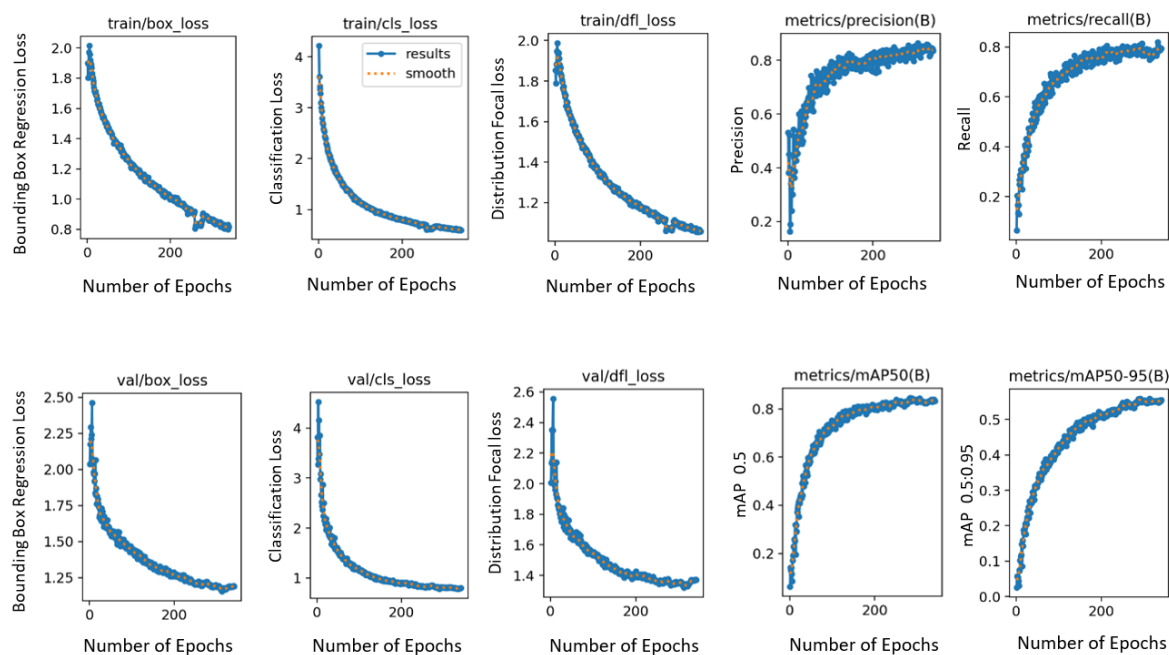 train/box_loss
train/cls_loss
train/dfl_loss
metrics/precision(B)
metrics/recall(B)
Bounding Box Regression Loss
2.0
1.8
1.6
1.4
1.2
1.0
0.8
0
200
Number of Epochs
Classification Loss
4
3
2
1
results
smooth
0
200
Number of Epochs
Distribution Focal loss
2.0
1.8
1.6
1.4
1.2
0
200
Number of Epochs
Precision
0.8
0.6
0.4
0.2
0
200
Number of Epochs
Recall
0.8
0.6
0.4
0.2
0
200
Number of Epochs
val/box_loss
val/cls_loss
val/dfl_loss
metrics/mAP50(B)
metrics/mAP50-95(B)
Bounding Box Regression Loss
2.50
2.25
2.00
1.75
1.50
1.25
0
200
Number of Epochs
Classification Loss
4
3
2
1
0
200
Number of Epochs
Distribution Focal loss
2.6
2.4
2.2
2.0
1.8
1.6
1.4
0
200
Number of Epochs
mAP 0.5
0.8
0.6
0.4
0.2
0
200
Number of Epochs
mAP 0.5:0.95
0.5
0.4
0.3
0.2
0.1
0.0
0
200
Number of Epochs